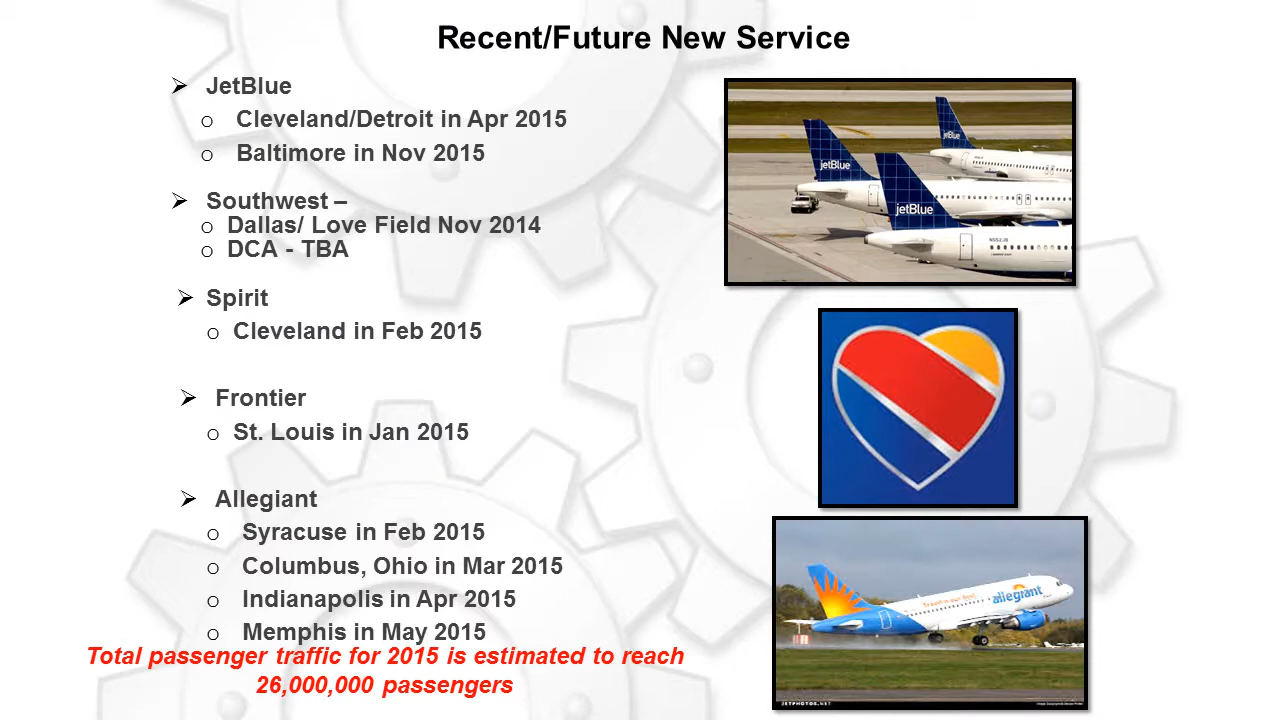 Recent/Future New Service
➢ JetBlue
o Cleveland/Detroit in Apr 2015
o Baltimore in Nov 2015
➢ Southwest –
o Dallas/ Love Field Nov 2014
o DCA - TBA
➢ Spirit
o Cleveland in Feb 2015
➢ Frontier
o St. Louis in Jan 2015
➢ Allegiant
o Syracuse in Feb 2015
o Columbus, Ohio in Mar 2015
o Indianapolis in Apr 2015
o Memphis in May 2015
Total passenger traffic for 2015 is estimated to reach
26,000,000 passengers
jetBlue
jetBlue
jetBlue
allegiant
JETPHOTOS.NET